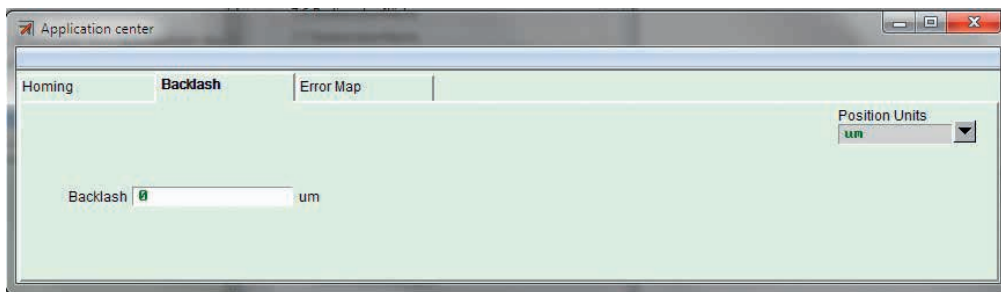 Application center
Homing
Backlash
Error Map
Position Units
um
Backlash 0 um